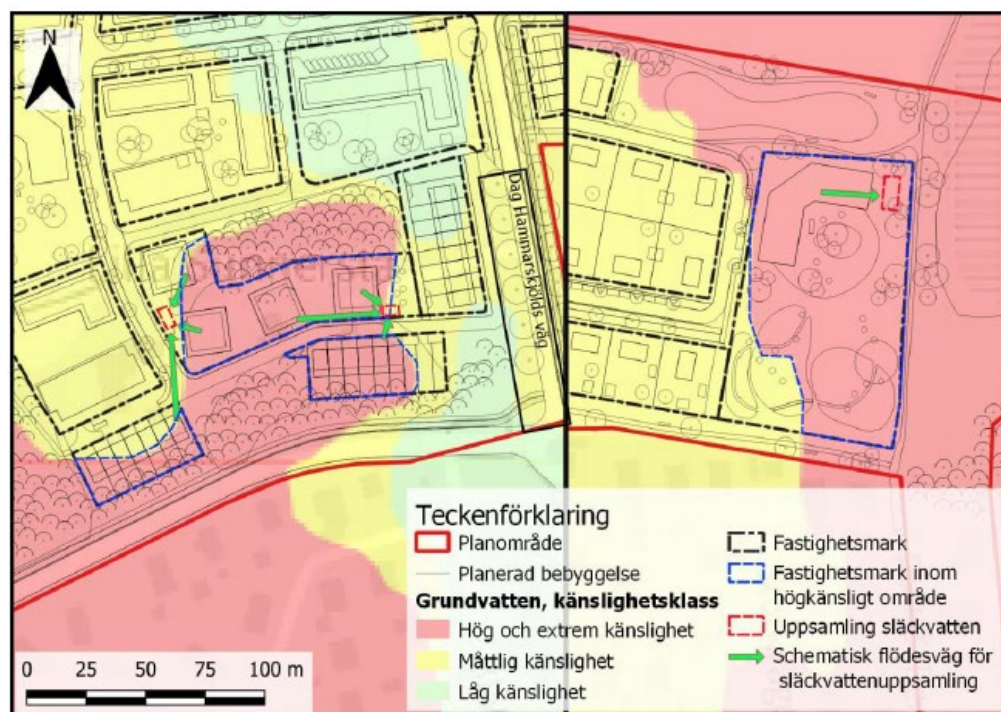 N
Dag Hammarskjölds väg
Teckenförklaring
Planområde
Planerad bebyggelse
Grundvatten, känslighetsklass
Hög och extrem känslighet
Måttlig känslighet
Låg känslighet
Fastighetsmark
Fastighetsmark inom
högkänsligt område
Uppsamling släckvatten
Schematisk flödesväg för
släckvattenuppsamling
0 25 50 75 100 m